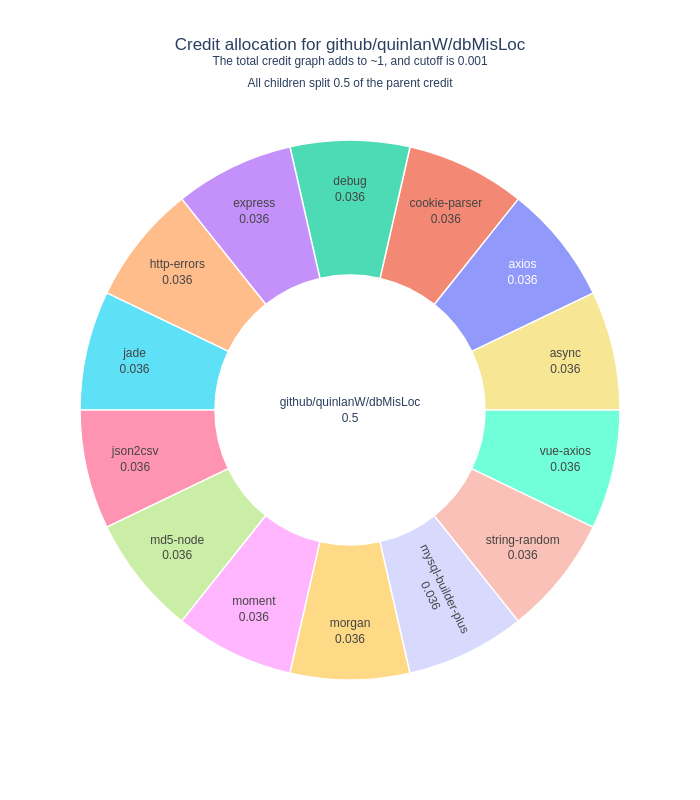 Credit allocation for github/quinlanW/dbMisLoc
The total credit graph adds to ~1, and cutoff is 0.001
All children split 0.5 of the parent credit
debug
0.036
cookie-parser
0.036
express
0.036
axios
0.036
http-errors
0.036
async
0.036
jade
0.036
github/quinlanW/dbMisLoc
0.5
vue-axios
0.036
json2csv
0.036
string-random
0.036
md5-node
0.036
mysql-builder-plus
0.036
moment
0.036
morgan
0.036